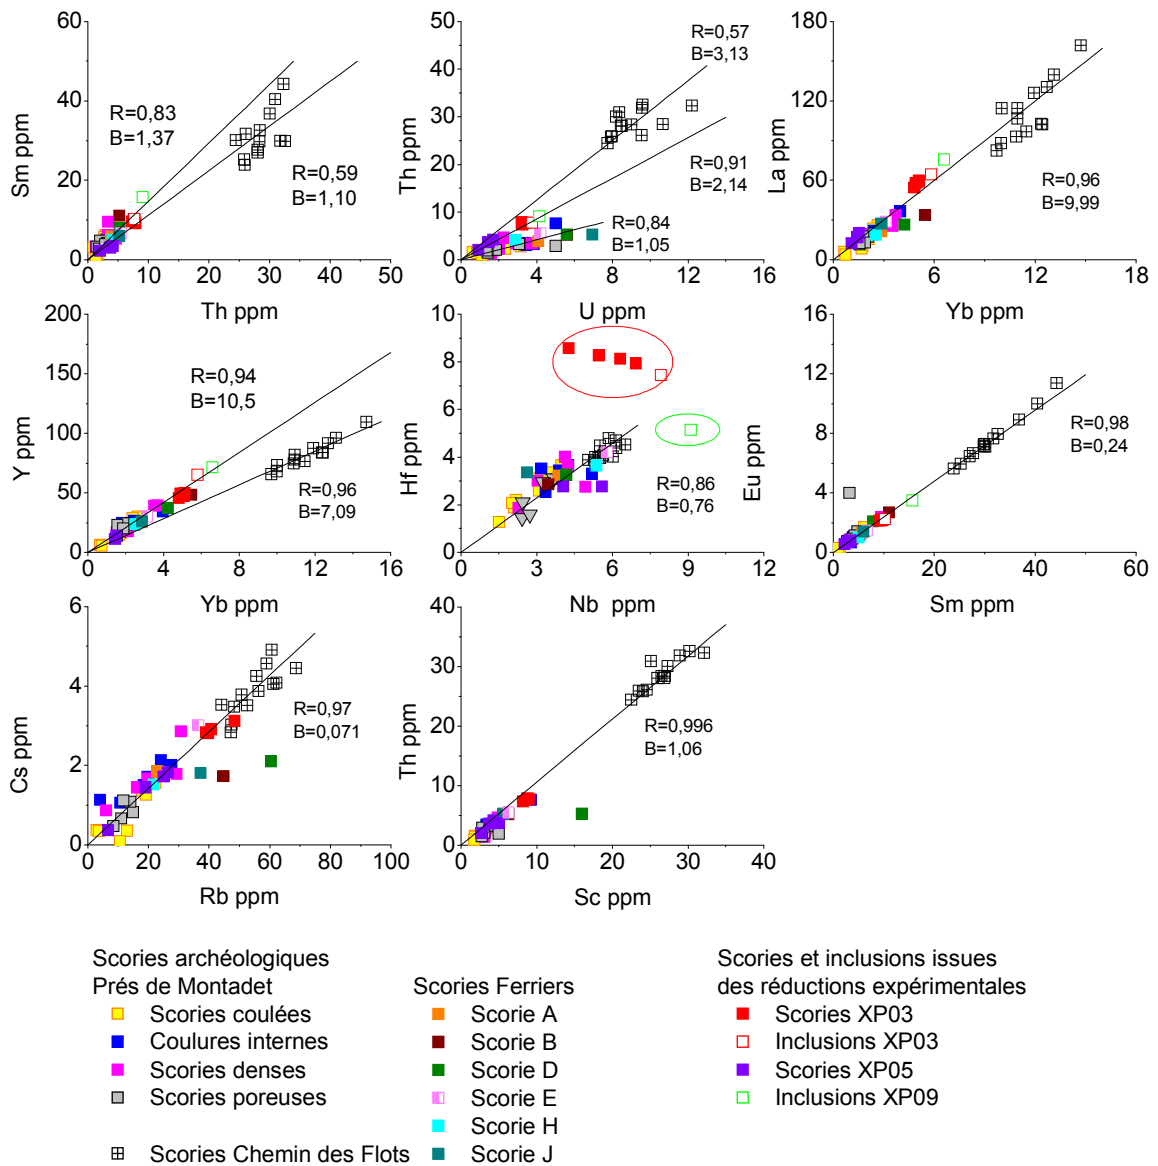 60
40
20
0
Sm ppm
R=0,83
B=1,37
R=0,59
B=1,10
0 10 20 30 40 50
Th ppm
50
40
30
20
10
0
Th ppm
R=0,57
B=3,13
R=0,91
B=2,14
R=0,84
B=1,05
0 4 8 12 16
U ppm
180
120
60
0
La ppm
R=0,96
B=9,99
0 6 12 18
Yb ppm
200
150
100
50
0
Y ppm
R=0,94
B=10,5
R=0,96
B=7,09
0 4 8 12 16
Yb ppm
10
8
6
4
2
0
Hf ppm
R=0,86
B=0,76
0 3 6 9 12
Nb ppm
16
12
8
4
0
Eu ppm
R=0,98
B=0,24
0 20 40 60
Sm ppm
6
4
2
0
Cs ppm
R=0,97
B=0,071
0 20 40 60 80 100
Rb ppm
40
30
20
10
0
Th ppm
R=0,996
B=1,06
0 10 20 30 40
Sc ppm
Scories archéologiques
Prés de Montadet
Scories coulées
Coulures internes
Scories denses
Scories poreuses
Scories Chemin des Flots
Scories Ferriers
Scorie A
Scorie B
Scorie D
Scorie E
Scorie H
Scorie J
Scories et inclusions issues
des réductions expérimentales
Scories XP03
Inclusions XP03
Scories XP05
Inclusions XP09